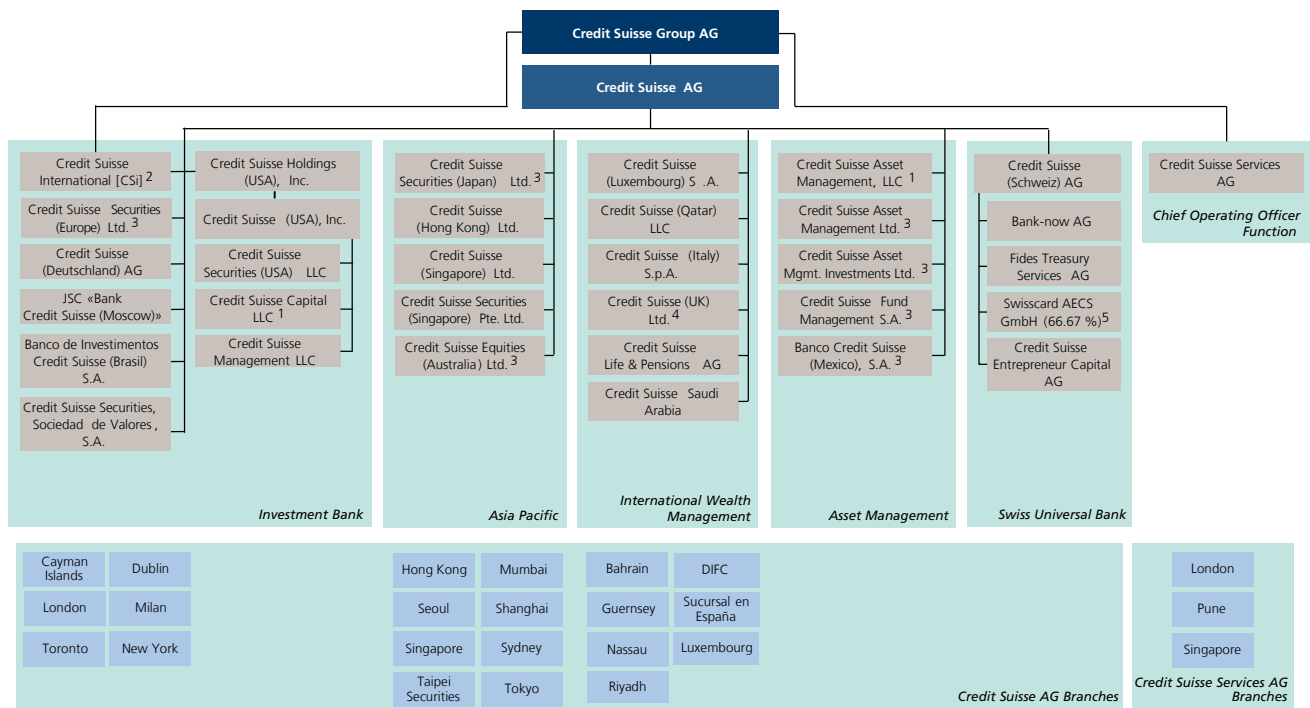 Credit Suisse Group AG
Credit Suisse AG
Credit Suisse
International [CSi] 2
Credit Suisse Securities
(Europe) Ltd. 3
Credit Suisse
(Deutschland) AG
JSC «Bank
Credit Suisse (Moscow)»
Banco de Investimentos
Credit Suisse (Brasil)
S.A.
Credit Suisse Securities,
Sociedad de Valores ,
S.A.
Credit Suisse Holdings
(USA), Inc.
Credit Suisse (USA), Inc.
Credit Suisse
Securities (USA) LLC
Credit Suisse Capital
LLC 1
Credit Suisse
Management LLC
Investment Bank
Credit Suisse
Securities (Japan) Ltd. 3
Credit Suisse
(Hong Kong) Ltd.
Credit Suisse
(Singapore) Ltd.
Credit Suisse Securities
(Singapore) Pte. Ltd.
Credit Suisse Equities
(Australia) Ltd. 3
Asia Pacific
Credit Suisse
(Luxembourg) S .A.
Credit Suisse (Qatar)
LLC
Credit Suisse (Italy)
S.p.A.
Credit Suisse (UK)
Ltd. 4
Credit Suisse
Life & Pensions AG
Credit Suisse Saudi
Arabia
International Wealth
Management
Credit Suisse Asset
Management, LLC 1
Credit Suisse Asset
Management Ltd. 3
Credit Suisse Asset
Mgmt. Investments Ltd. 3
Credit Suisse Fund
Management S.A. 3
Banco Credit Suisse
(Mexico), S.A. 3
Asset Management
Credit Suisse
(Schweiz) AG
Bank-now AG
Fides Treasury
Services AG
Swisscard AECS
GmbH (66.67 %)5
Credit Suisse
Entrepreneur Capital
AG
Swiss Universal Bank
Credit Suisse Services
AG
Chief Operating Officer
Function
Cayman
Islands
Dublin
London
Milan
Toronto
New York
Hong Kong
Mumbai
Seoul
Shanghai
Singapore
Sydney
Taipei
Securities
Tokyo
Bahrain
DIFC
Guernsey
Sucursal en
España
Nassau
Luxembourg
Riyadh
Credit Suisse AG Branches
London
Pune
Singapore
Credit Suisse Services AG
Branches